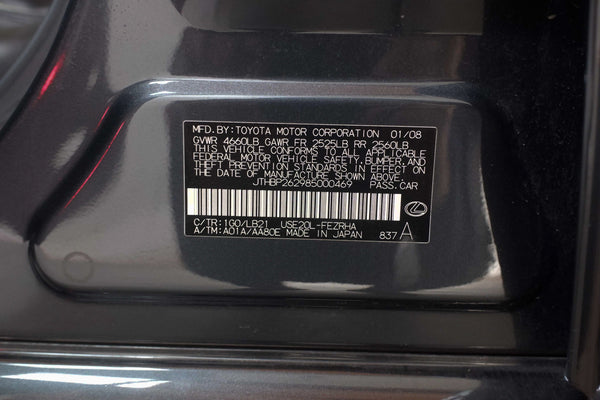 MFD. BY: TOYOTA MOTOR CORPORATION 01/08
GVWR 4660LB GAWR FR 2525LB RR 2560LB
THIS VEHICLE CONFORMS TO ALL APPLICABLE
FEDERAL MOTOR VEHICLE SAFETY, BUMPER, AND
THEFT PREVENTION STANDARDS IN EFFECT ON
THE DATE OF MANUFACTURE SHOWN ABOVE.
JTHBP262985000469 PASS.CAR
C/TR: 1G0/LB21 USE20L-FEZRHA
A/TM: A01A/AA80E MADE IN JAPAN 837 A